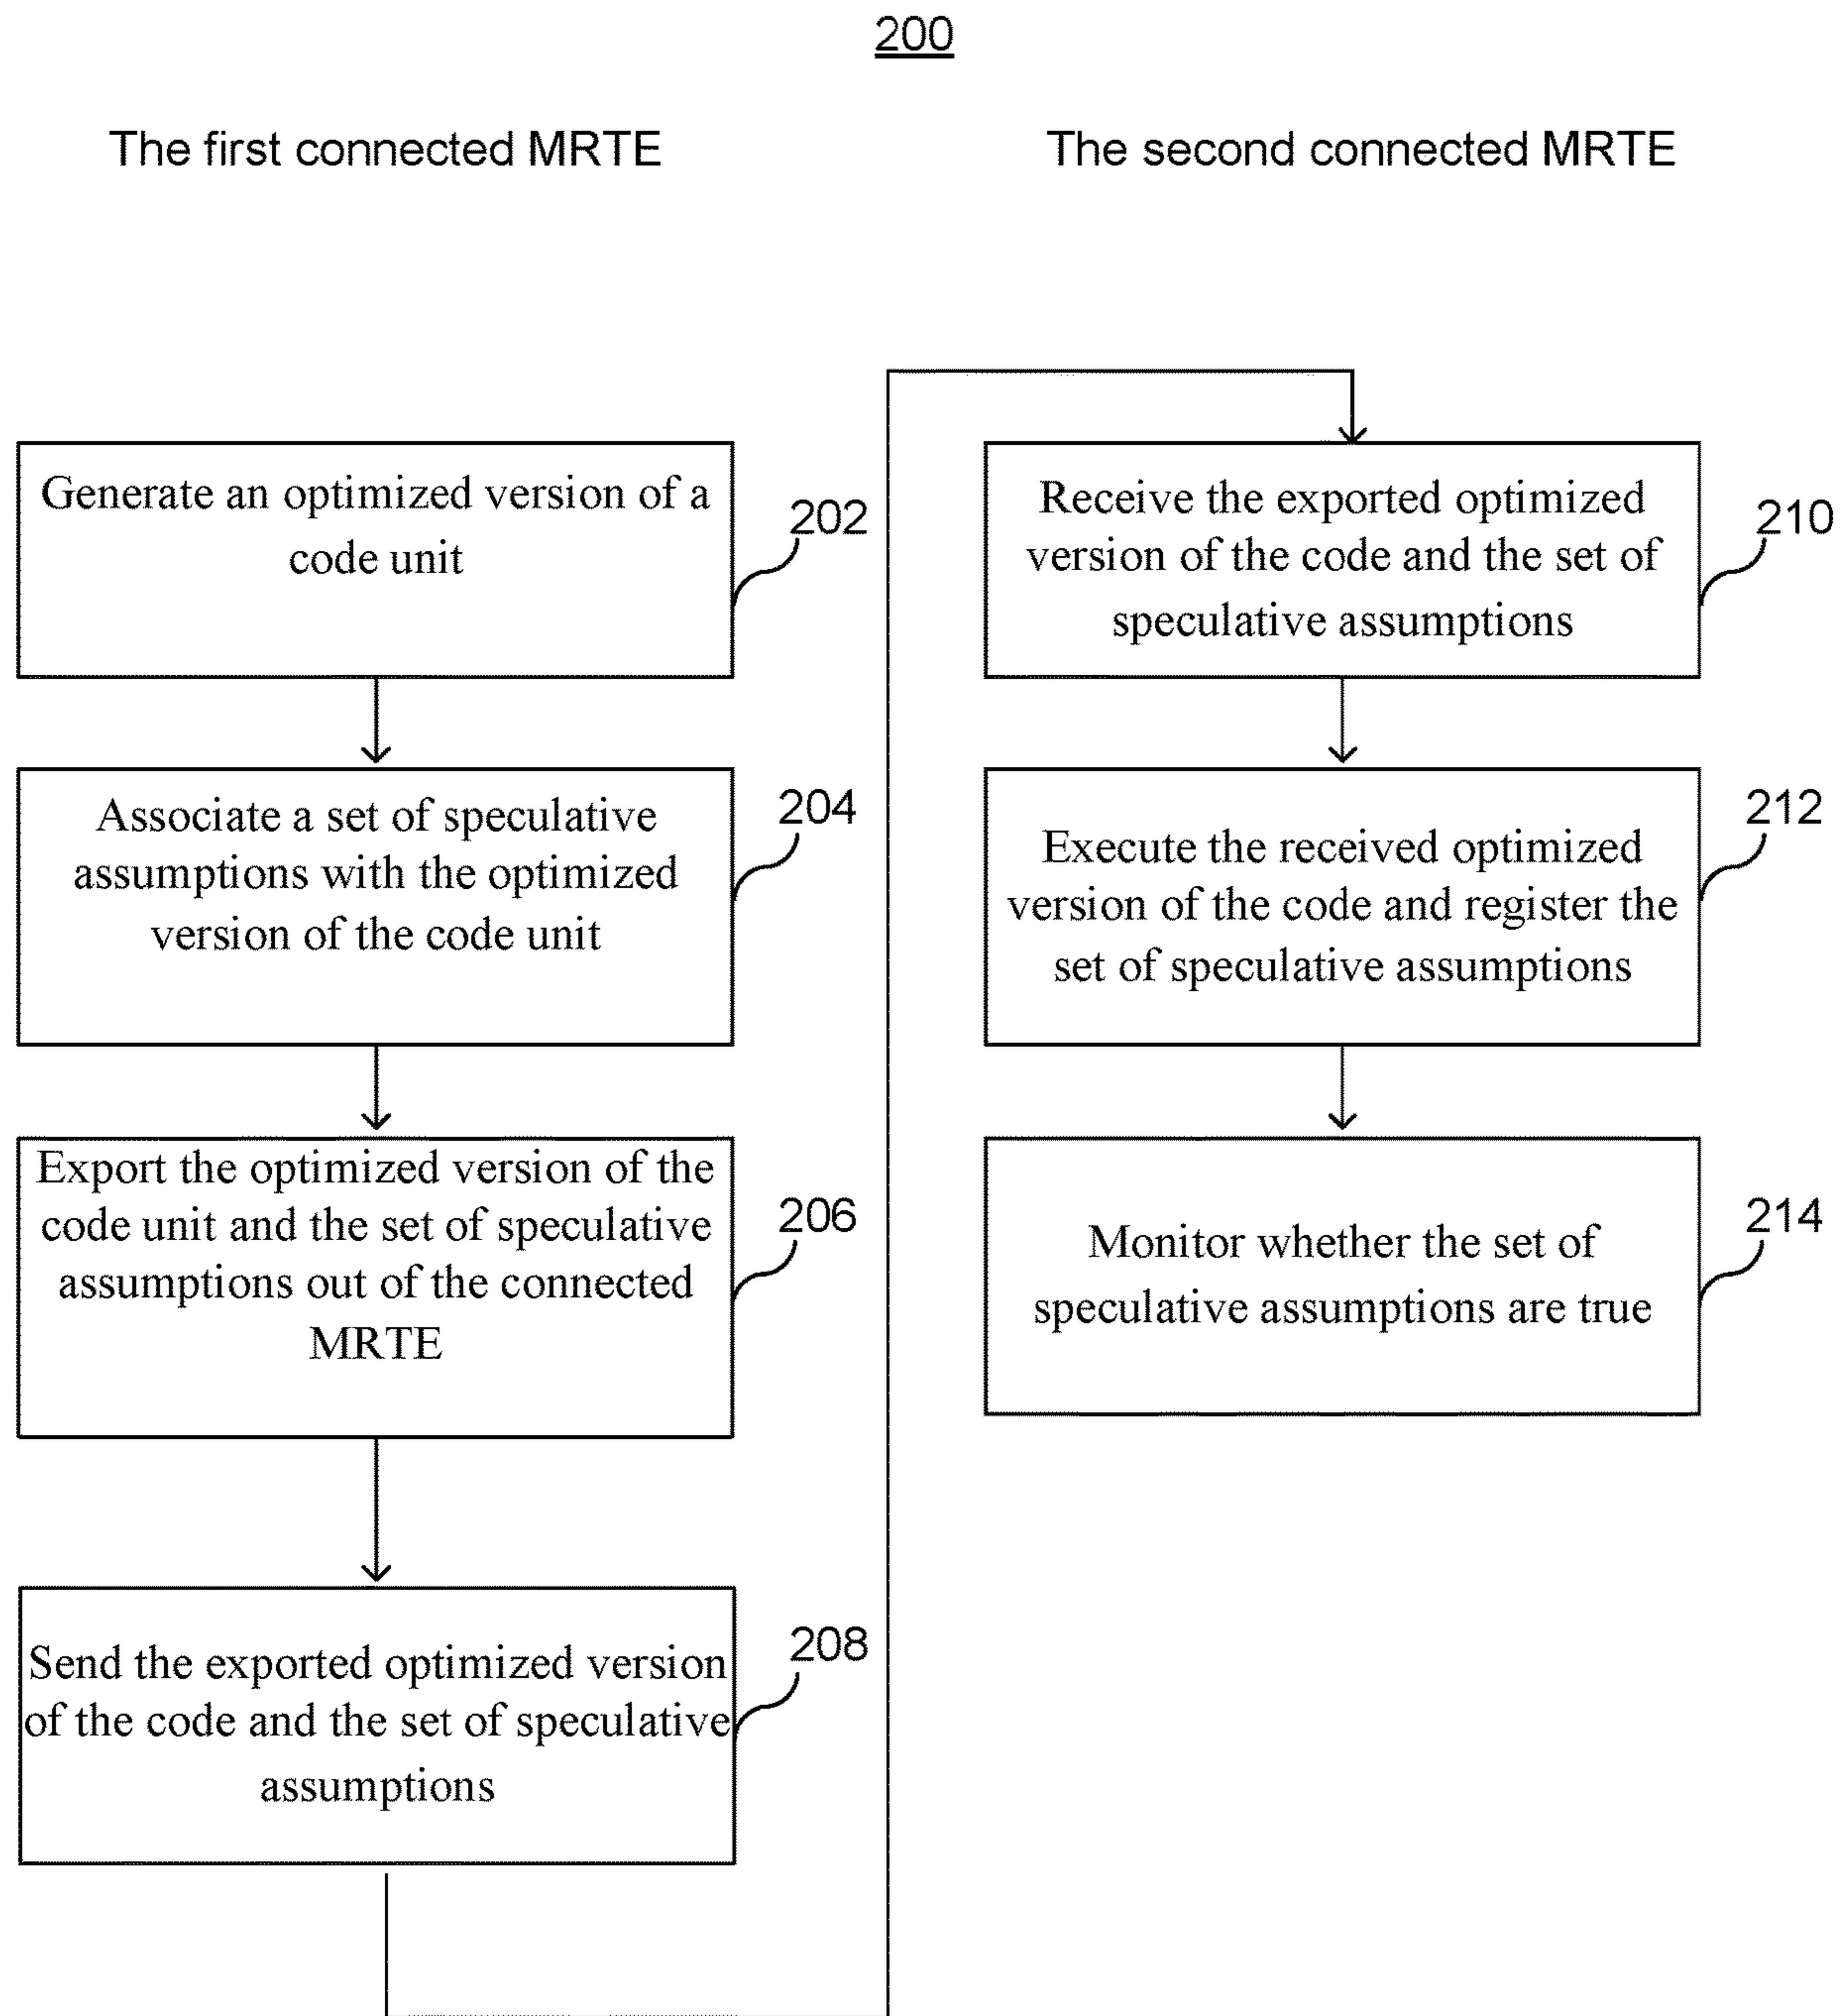 200
The first connected MRTE
The second connected MRTE
Generate an optimized version of a
code unit
202
Associate a set of speculative
assumptions with the optimized
version of the code unit
204
Export the optimized version of the
code unit and the set of speculative
assumptions out of the connected
MRTE
206
Send the exported optimized version
of the code and the set of speculative
assumptions
208
Receive the exported optimized
version of the code and the set of
speculative assumptions
210
Execute the received optimized
version of the code and register the
set of speculative assumptions
212
Monitor whether the set of
speculative assumptions are true
214